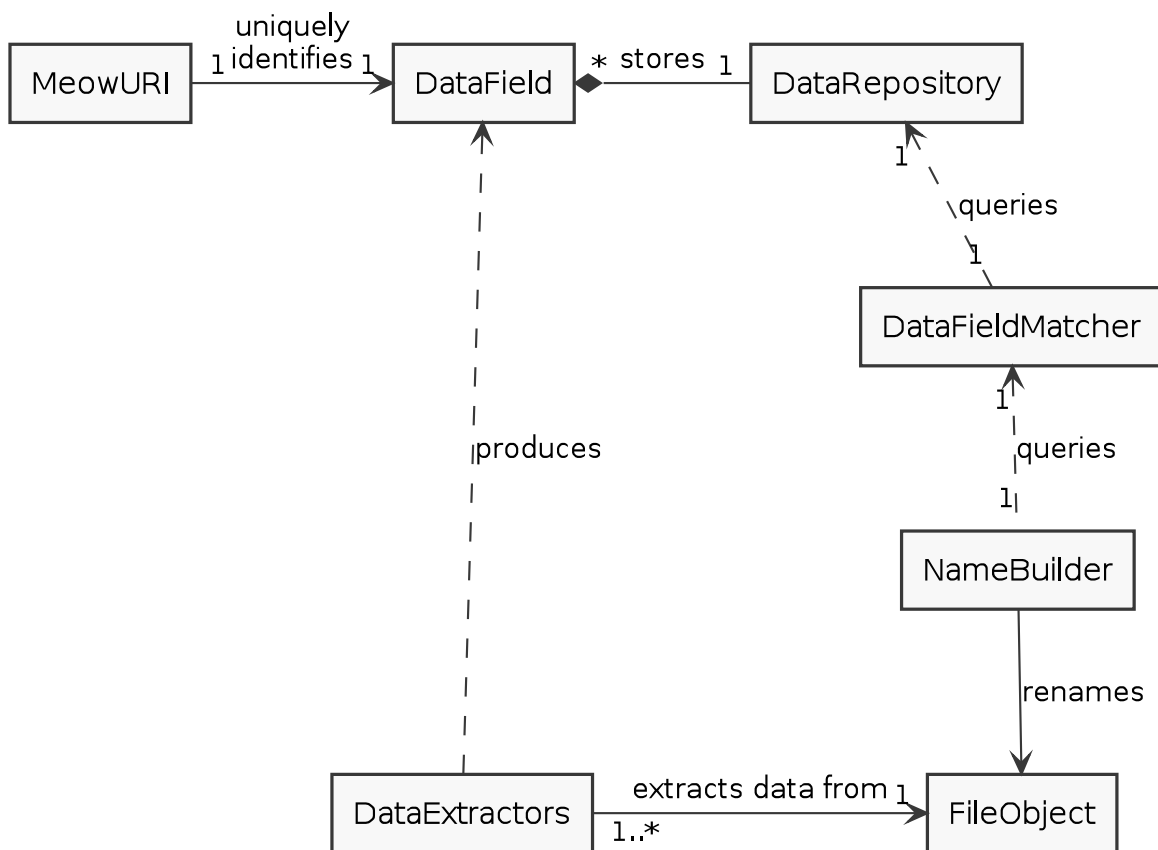 uniquely
identifies
MeowURI
1
1
DataField
* stores 1
DataRepository
1
queries
1
DataFieldMatcher
1
produces
queries
1
NameBuilder
renames
extracts data from 1
DataExtractors
1..*
FileObject